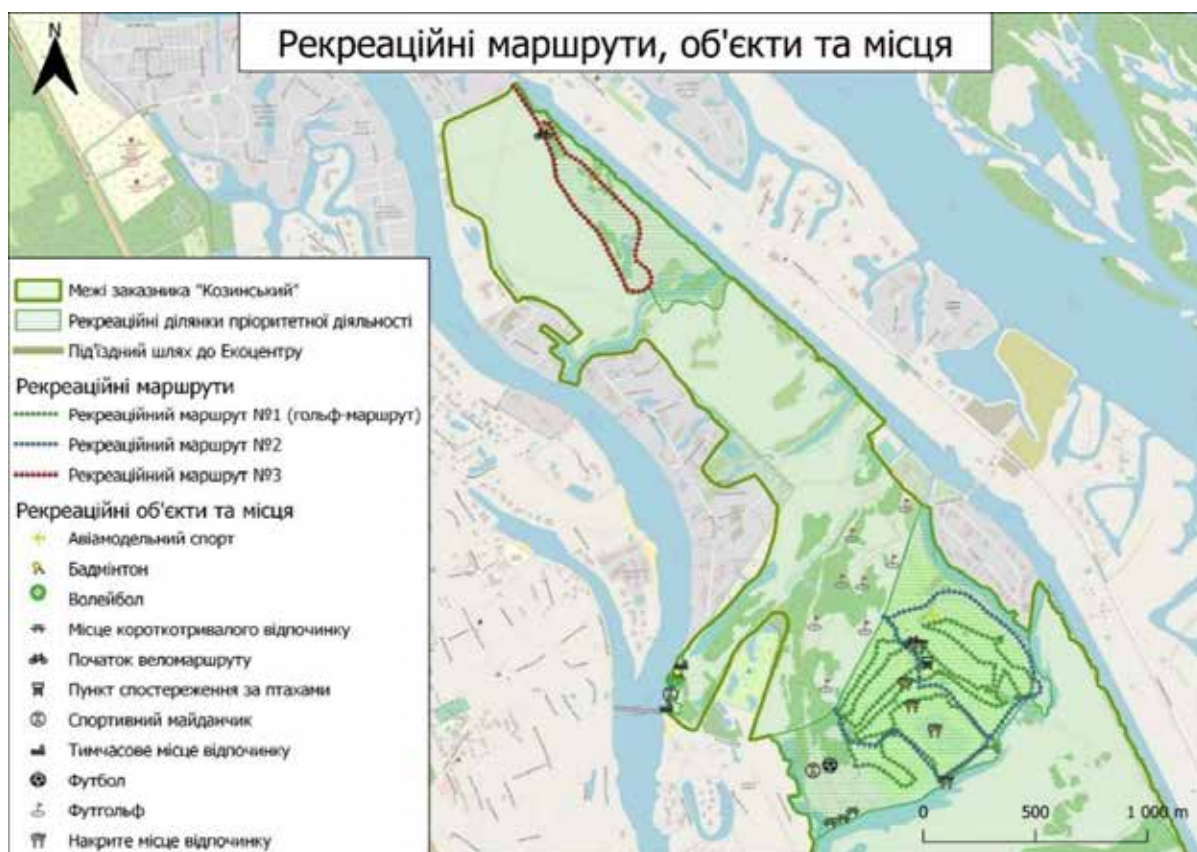 Рекреаційні маршрути, об'єкти та місця
N
Межі заказника "Козинський"
Рекреаційні ділянки пріоритетної діяльності
Під'їздний шлях до Екоцентру
Рекреаційні маршрути
Рекреаційний маршрут №1 (гольф-маршрут)
Рекреаційний маршрут №2
Рекреаційний маршрут №3
Рекреаційні об'єкти та місця
Авіамодельний спорт
Бадмінтон
Волейбол
Місце короткотривалого відпочинку
Початок веломаршруту
Пункт спостереження за птахами
Спортивний майданчик
Тимчасове місце відпочинку
Футбол
Футгольф
Накрите місце відпочинку
0 500 1 000 m